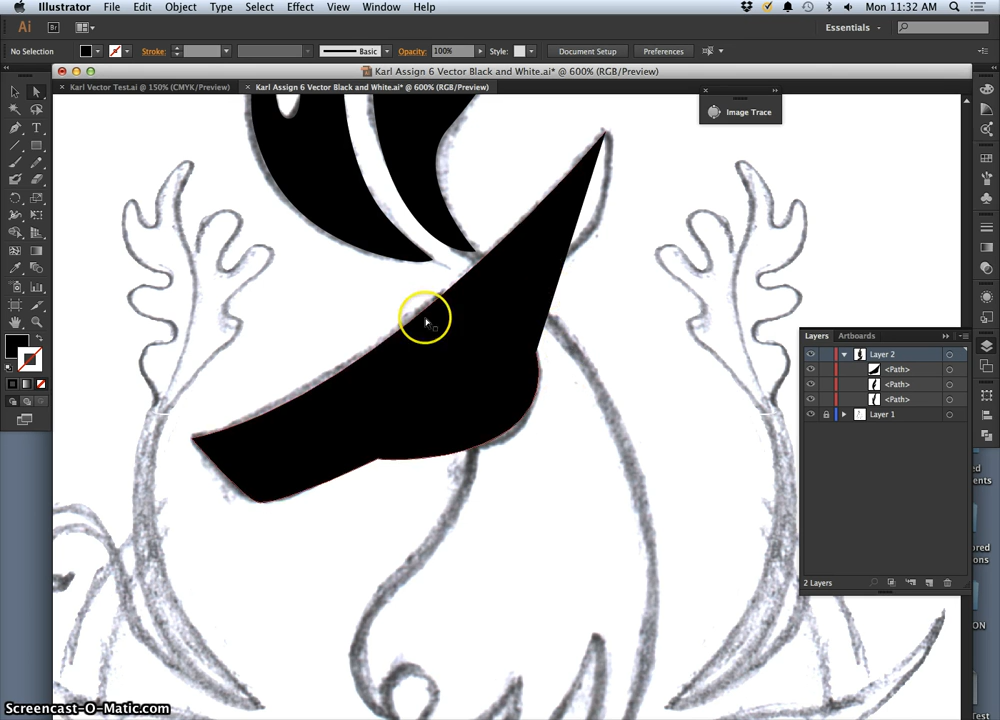 Illustrator File Edit Object Type Select Effect View Window Help Mon 11:32 AM
Ai Br Essentials
No Selection Stroke: Basic Opacity: 100% Style: Document Setup Preferences
Karl Assign 6 Vector Black and White.ai* @ 600% (RGB/Preview)
× Karl Vector Test.ai @ 150% (CMYK/Preview) × Karl Assign 6 Vector Black and White.ai* @ 600% (RGB/Preview)
Image Trace
Layers Artboards
Layer 2
<Path>
<Path>
<Path>
Layer 1
2 Layers
Screencast-O-Matic.com